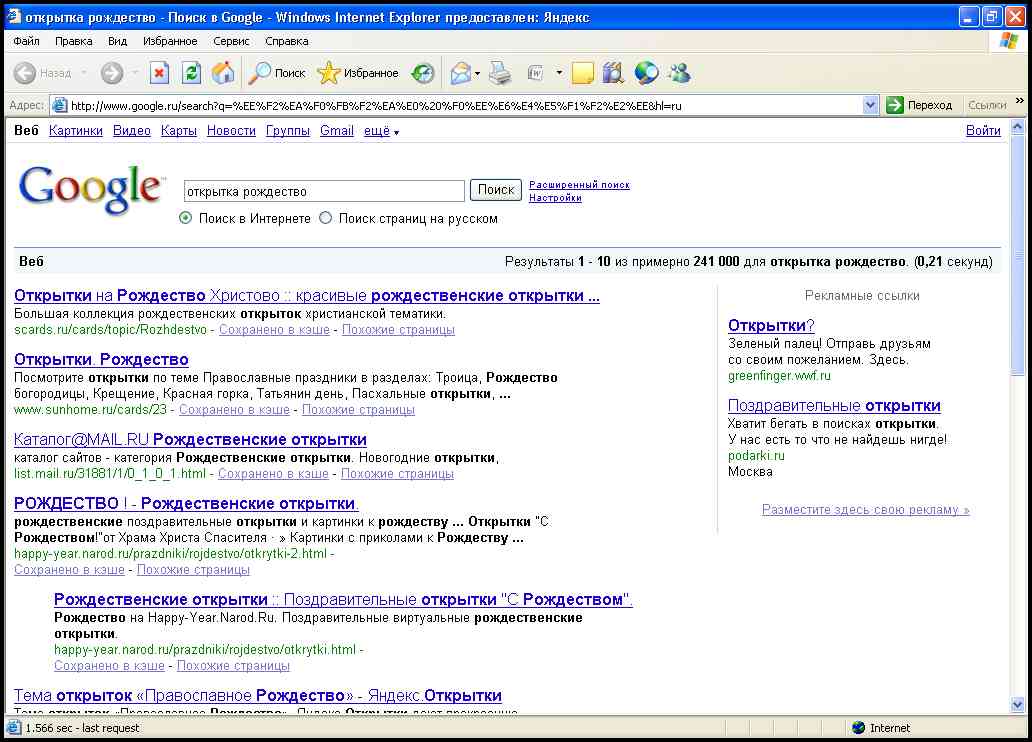 открытка рождество - Поиск в Google - Windows Internet Explorer предоставлен: Яндекс
Файл Правка Вид Избранное Сервис Справка
Назад Поиск Избранное
Адрес: http://www.google.ru/search?q=%EE%F2%EA%F0%FB%F2%EA%E0%20%F0%EE%E6%E4%E5%F1%F2%E2%EE&hl=ru Переход Ссылки »
Веб Картинки Видео Карты Новости Группы Gmail ещё Войти
Google™
открытка рождество Поиск Расширенный поиск
Настройки
Поиск в Интернете Поиск страниц на русском
Веб Результаты 1 - 10 из примерно 241 000 для открытка рождество. (0,21 секунд)
Открытки на Рождество Христово :: красивые рождественские открытки ...
Большая коллекция рождественских открыток христианской тематики.
scards.ru/cards/topic/Rozhdestvo - Сохранено в кэше - Похожие страницы
Открытки. Рождество
Посмотрите открытки по теме Православные праздники в разделах: Троица, Рождество
богородицы, Крещение, Красная горка, Татьянин день, Пасхальные открытки, ...
www.sunhome.ru/cards/23 - Сохранено в кэше - Похожие страницы
Каталог@MAIL.RU Рождественские открытки
каталог сайтов - категория Рождественские открытки. Новогодние открытки,
list.mail.ru/31881/1/0_1_0_1.html - Сохранено в кэше - Похожие страницы
РОЖДЕСТВО ! - Рождественские открытки.
рождественские поздравительные открытки и картинки к рождеству ... Открытки "С
Рождеством!"от Храма Христа Спасителя · » Картинки с приколами к Рождеству ...
happy-year.narod.ru/prazdniki/rojdestvo/otkrytki-2.html -
Сохранено в кэше - Похожие страницы
Рождественские открытки :: Поздравительные открытки "С Рождеством".
Рождество на Happy-Year.Narod.Ru. Поздравительные виртуальные рождественские
открытки.
happy-year.narod.ru/prazdniki/rojdestvo/otkrytki.html -
Сохранено в кэше - Похожие страницы
Тема открыток «Православное Рождество» - Яндекс.Открытки
Рекламные ссылки
Открытки?
Зеленый палец! Отправь друзьям
со своим пожеланием. Здесь.
greenfinger.wwf.ru
Поздравительные открытки
Хватит бегать в поисках открытки.
У нас есть то что не найдешь нигде!
podarki.ru
Москва
Разместите здесь свою рекламу »
1.566 sec - last request Internet